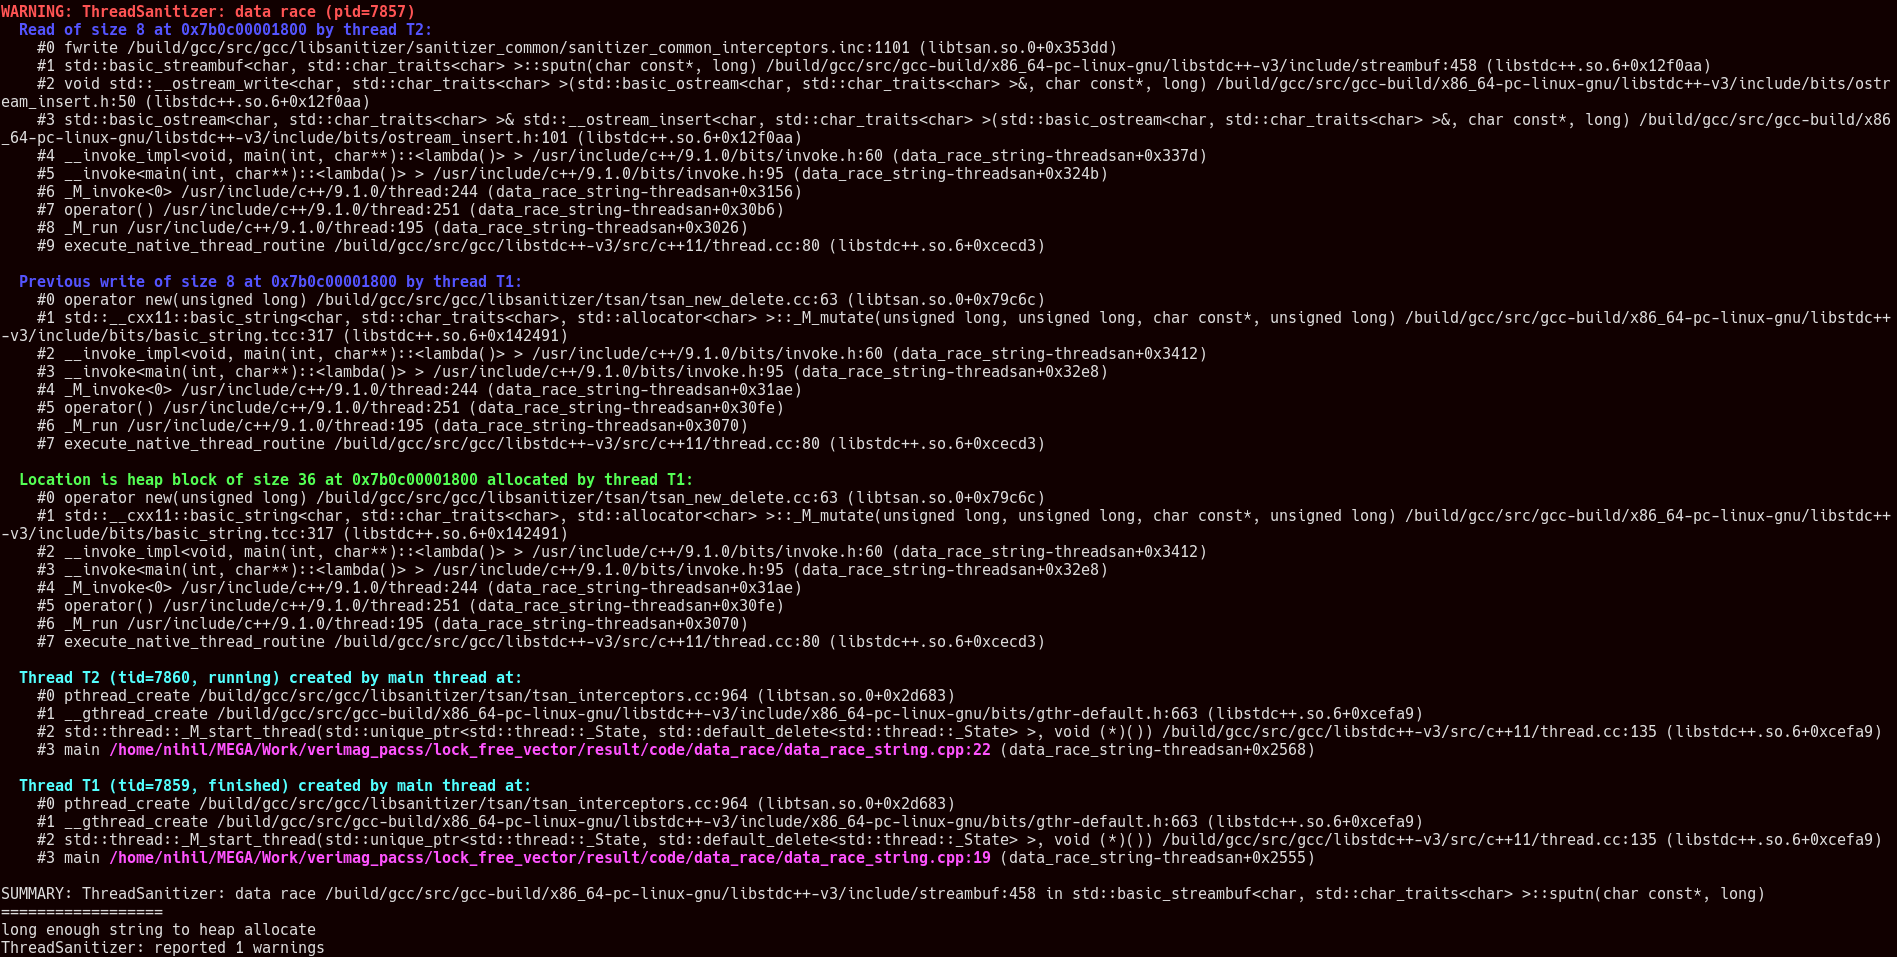 WARNING: ThreadSanitizer: data race (pid=7857)
  Read of size 8 at 0x7b0c00001800 by thread T2:
    #0 fwrite /build/gcc/src/gcc/libsanitizer/sanitizer_common/sanitizer_common_interceptors.inc:1101 (libtsan.so.0+0x353dd)
    #1 std::basic_streambuf<char, std::char_traits<char> >::sputn(char const*, long) /build/gcc/src/gcc-build/x86_64-pc-linux-gnu/libstdc++-v3/include/streambuf:458 (libstdc++.so.6+0x12f0aa)
    #2 void std::__ostream_write<char, std::char_traits<char> >(std::basic_ostream<char, std::char_traits<char> >&, char const*, long) /build/gcc/src/gcc-build/x86_64-pc-linux-gnu/libstdc++-v3/include/bits/ostr
eam_insert.h:50 (libstdc++.so.6+0x12f0aa)
    #3 std::basic_ostream<char, std::char_traits<char> >& std::__ostream_insert<char, std::char_traits<char> >(std::basic_ostream<char, std::char_traits<char> >&, char const*, long) /build/gcc/src/gcc-build/x86
_64-pc-linux-gnu/libstdc++-v3/include/bits/ostream_insert.h:101 (libstdc++.so.6+0x12f0aa)
    #4 __invoke_impl<void, main(int, char**)::<lambda()> > /usr/include/c++/9.1.0/bits/invoke.h:60 (data_race_string-threadsan+0x337d)
    #5 __invoke<main(int, char**)::<lambda()> > /usr/include/c++/9.1.0/bits/invoke.h:95 (data_race_string-threadsan+0x324b)
    #6 _M_invoke<0> /usr/include/c++/9.1.0/thread:244 (data_race_string-threadsan+0x3156)
    #7 operator() /usr/include/c++/9.1.0/thread:251 (data_race_string-threadsan+0x30b6)
    #8 _M_run /usr/include/c++/9.1.0/thread:195 (data_race_string-threadsan+0x3026)
    #9 execute_native_thread_routine /build/gcc/src/gcc/libstdc++-v3/src/c++11/thread.cc:80 (libstdc++.so.6+0xcecd3)

  Previous write of size 8 at 0x7b0c00001800 by thread T1:
    #0 operator new(unsigned long) /build/gcc/src/gcc/libsanitizer/tsan/tsan_new_delete.cc:63 (libtsan.so.0+0x79c6c)
    #1 std::__cxx11::basic_string<char, std::char_traits<char>, std::allocator<char> >::_M_mutate(unsigned long, unsigned long, char const*, unsigned long) /build/gcc/src/gcc-build/x86_64-pc-linux-gnu/libstdc++
-v3/include/bits/basic_string.tcc:317 (libstdc++.so.6+0x142491)
    #2 __invoke_impl<void, main(int, char**)::<lambda()> > /usr/include/c++/9.1.0/bits/invoke.h:60 (data_race_string-threadsan+0x3412)
    #3 __invoke<main(int, char**)::<lambda()> > /usr/include/c++/9.1.0/bits/invoke.h:95 (data_race_string-threadsan+0x32e8)
    #4 _M_invoke<0> /usr/include/c++/9.1.0/thread:244 (data_race_string-threadsan+0x31ae)
    #5 operator() /usr/include/c++/9.1.0/thread:251 (data_race_string-threadsan+0x30fe)
    #6 _M_run /usr/include/c++/9.1.0/thread:195 (data_race_string-threadsan+0x3070)
    #7 execute_native_thread_routine /build/gcc/src/gcc/libstdc++-v3/src/c++11/thread.cc:80 (libstdc++.so.6+0xcecd3)

  Location is heap block of size 36 at 0x7b0c00001800 allocated by thread T1:
    #0 operator new(unsigned long) /build/gcc/src/gcc/libsanitizer/tsan/tsan_new_delete.cc:63 (libtsan.so.0+0x79c6c)
    #1 std::__cxx11::basic_string<char, std::char_traits<char>, std::allocator<char> >::_M_mutate(unsigned long, unsigned long, char const*, unsigned long) /build/gcc/src/gcc-build/x86_64-pc-linux-gnu/libstdc++
-v3/include/bits/basic_string.tcc:317 (libstdc++.so.6+0x142491)
    #2 __invoke_impl<void, main(int, char**)::<lambda()> > /usr/include/c++/9.1.0/bits/invoke.h:60 (data_race_string-threadsan+0x3412)
    #3 __invoke<main(int, char**)::<lambda()> > /usr/include/c++/9.1.0/bits/invoke.h:95 (data_race_string-threadsan+0x32e8)
    #4 _M_invoke<0> /usr/include/c++/9.1.0/thread:244 (data_race_string-threadsan+0x31ae)
    #5 operator() /usr/include/c++/9.1.0/thread:251 (data_race_string-threadsan+0x30fe)
    #6 _M_run /usr/include/c++/9.1.0/thread:195 (data_race_string-threadsan+0x3070)
    #7 execute_native_thread_routine /build/gcc/src/gcc/libstdc++-v3/src/c++11/thread.cc:80 (libstdc++.so.6+0xcecd3)

  Thread T2 (tid=7860, running) created by main thread at:
    #0 pthread_create /build/gcc/src/gcc/libsanitizer/tsan/tsan_interceptors.cc:964 (libtsan.so.0+0x2d683)
    #1 __gthread_create /build/gcc/src/gcc-build/x86_64-pc-linux-gnu/libstdc++-v3/include/x86_64-pc-linux-gnu/bits/gthr-default.h:663 (libstdc++.so.6+0xcefa9)
    #2 std::thread::_M_start_thread(std::unique_ptr<std::thread::_State, std::default_delete<std::thread::_State> >, void (*)()) /build/gcc/src/gcc/libstdc++-v3/src/c++11/thread.cc:135 (libstdc++.so.6+0xcefa9)
    #3 main /home/nihil/MEGA/Work/verimag_pacss/lock_free_vector/result/code/data_race/data_race_string.cpp:22 (data_race_string-threadsan+0x2568)

  Thread T1 (tid=7859, finished) created by main thread at:
    #0 pthread_create /build/gcc/src/gcc/libsanitizer/tsan/tsan_interceptors.cc:964 (libtsan.so.0+0x2d683)
    #1 __gthread_create /build/gcc/src/gcc-build/x86_64-pc-linux-gnu/libstdc++-v3/include/x86_64-pc-linux-gnu/bits/gthr-default.h:663 (libstdc++.so.6+0xcefa9)
    #2 std::thread::_M_start_thread(std::unique_ptr<std::thread::_State, std::default_delete<std::thread::_State> >, void (*)()) /build/gcc/src/gcc/libstdc++-v3/src/c++11/thread.cc:135 (libstdc++.so.6+0xcefa9)
    #3 main /home/nihil/MEGA/Work/verimag_pacss/lock_free_vector/result/code/data_race/data_race_string.cpp:19 (data_race_string-threadsan+0x2555)

SUMMARY: ThreadSanitizer: data race /build/gcc/src/gcc-build/x86_64-pc-linux-gnu/libstdc++-v3/include/streambuf:458 in std::basic_streambuf<char, std::char_traits<char> >::sputn(char const*, long)
==================
long enough string to heap allocate
ThreadSanitizer: reported 1 warnings